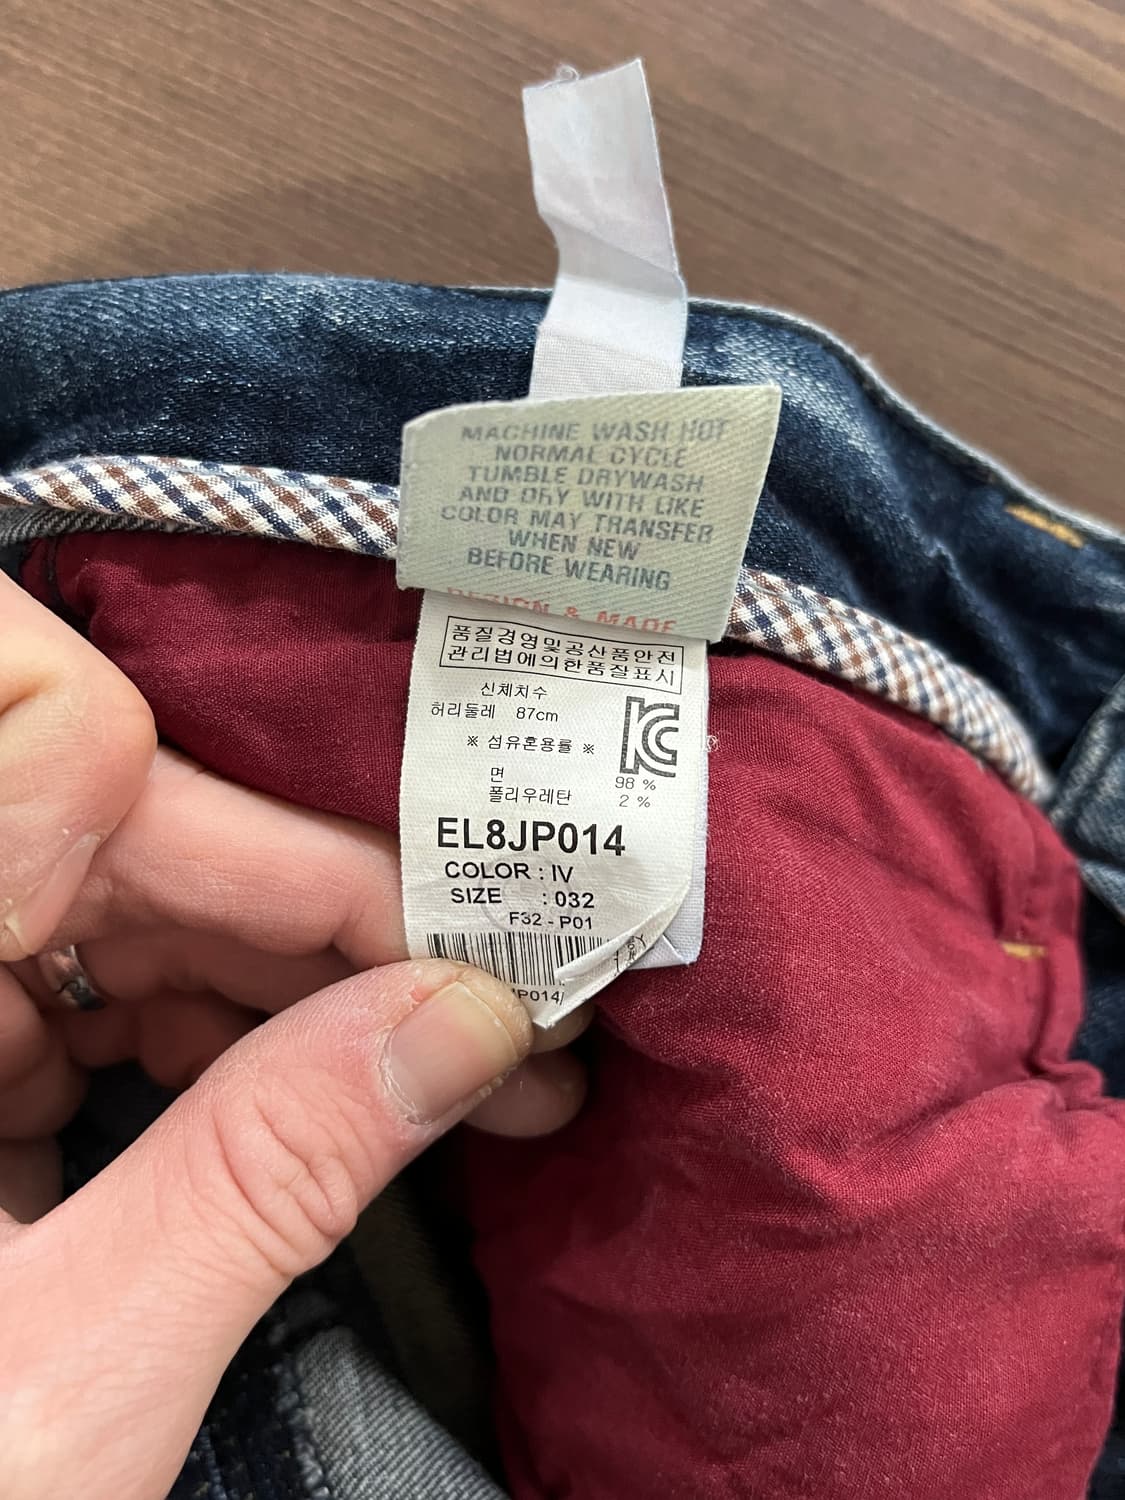 MACHINE WASH HOT
NORMAL CYCLE
TUMBLE DRYWASH
AND DRY WITH LIKE
COLOR MAY TRANSFER
WHEN NEW
BEFORE WEARING
DEZIGN & MADE
품질경영및공산품안전
관리법에의한품질표시
신체치수
허리둘레 87cm
※ 섬유혼용률 ※
면 98 %
폴리우레탄 2 %
EL8JP014
COLOR : IV
SIZE : 032
F32 - P01
JP014/